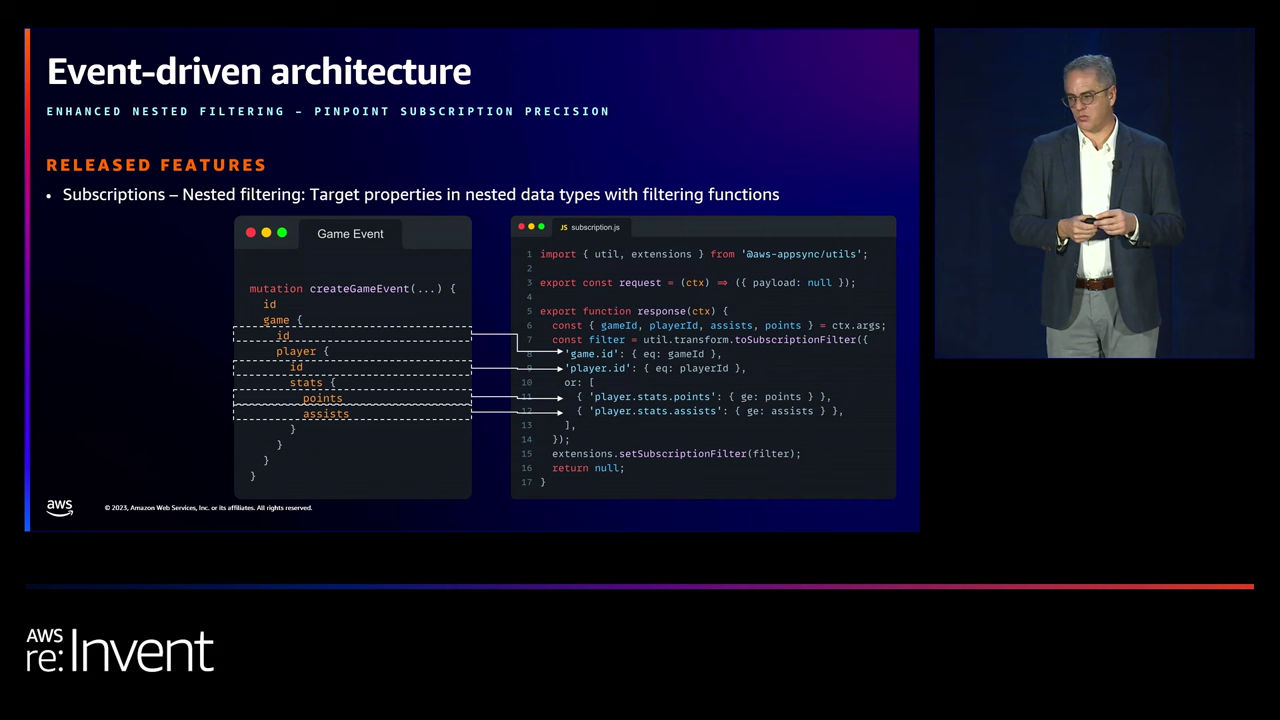 Event-driven architecture
ENHANCED NESTED FILTERING – PINPOINT SUBSCRIPTION PRECISION
RELEASED FEATURES
• Subscriptions – Nested filtering: Target properties in nested data types with filtering functions
Game Event
mutation createGameEvent(...) {
id
game {
id
player {
id
stats {
points
assists
}
}
}
}
JS subscription.js
1 import { util, extensions } from '@aws-appsync/utils';
2
3 export const request = (ctx) ⇒ ({ payload: null });
4
5 export function response(ctx) {
6 const { gameId, playerId, assists, points } = ctx.args;
7 const filter = util.transform.toSubscriptionFilter({
8 'game.id': { eq: gameId },
9 'player.id': { eq: playerId },
10 or: [
11 { 'player.stats.points': { ge: points } },
12 { 'player.stats.assists': { ge: assists } },
13 ],
14 });
15 extensions.setSubscriptionFilter(filter);
16 return null;
17 }
aws
© 2023, Amazon Web Services, Inc. or its affiliates. All rights reserved.
AWS
re:Invent